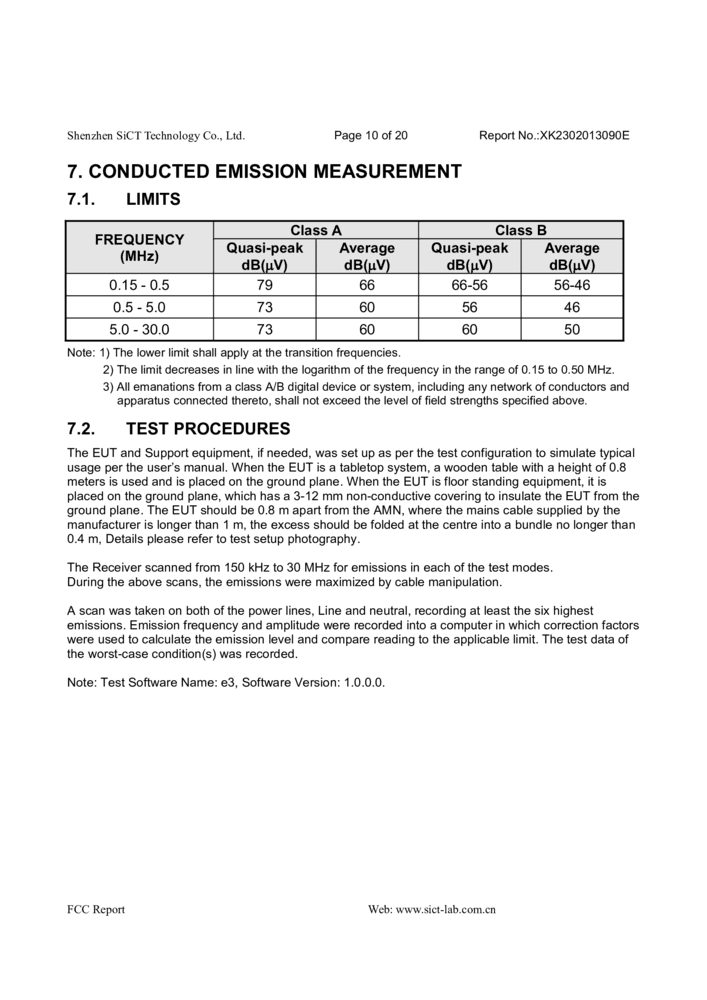 Shenzhen SiCT Technology Co., Ltd. Page 10 of 20 Report No.:XK2302013090E
7. CONDUCTED EMISSION MEASUREMENT
7.1. LIMITS
FREQUENCY (MHz) Class A Class B
Quasi-peak dB(μV) Average dB(μV) Quasi-peak dB(μV) Average dB(μV)
0.15 - 0.5 79 66 66-56 56-46
0.5 - 5.0 73 60 56 46
5.0 - 30.0 73 60 60 50
Note: 1) The lower limit shall apply at the transition frequencies.
2) The limit decreases in line with the logarithm of the frequency in the range of 0.15 to 0.50 MHz.
3) All emanations from a class A/B digital device or system, including any network of conductors and
apparatus connected thereto, shall not exceed the level of field strengths specified above.
7.2. TEST PROCEDURES
The EUT and Support equipment, if needed, was set up as per the test configuration to simulate typical
usage per the user's manual. When the EUT is a tabletop system, a wooden table with a height of 0.8
meters is used and is placed on the ground plane. When the EUT is floor standing equipment, it is
placed on the ground plane, which has a 3-12 mm non-conductive covering to insulate the EUT from the
ground plane. The EUT should be 0.8 m apart from the AMN, where the mains cable supplied by the
manufacturer is longer than 1 m, the excess should be folded at the centre into a bundle no longer than
0.4 m, Details please refer to test setup photography.
The Receiver scanned from 150 kHz to 30 MHz for emissions in each of the test modes.
During the above scans, the emissions were maximized by cable manipulation.
A scan was taken on both of the power lines, Line and neutral, recording at least the six highest
emissions. Emission frequency and amplitude were recorded into a computer in which correction factors
were used to calculate the emission level and compare reading to the applicable limit. The test data of
the worst-case condition(s) was recorded.
Note: Test Software Name: e3, Software Version: 1.0.0.0.
FCC Report Web: www.sict-lab.com.cn